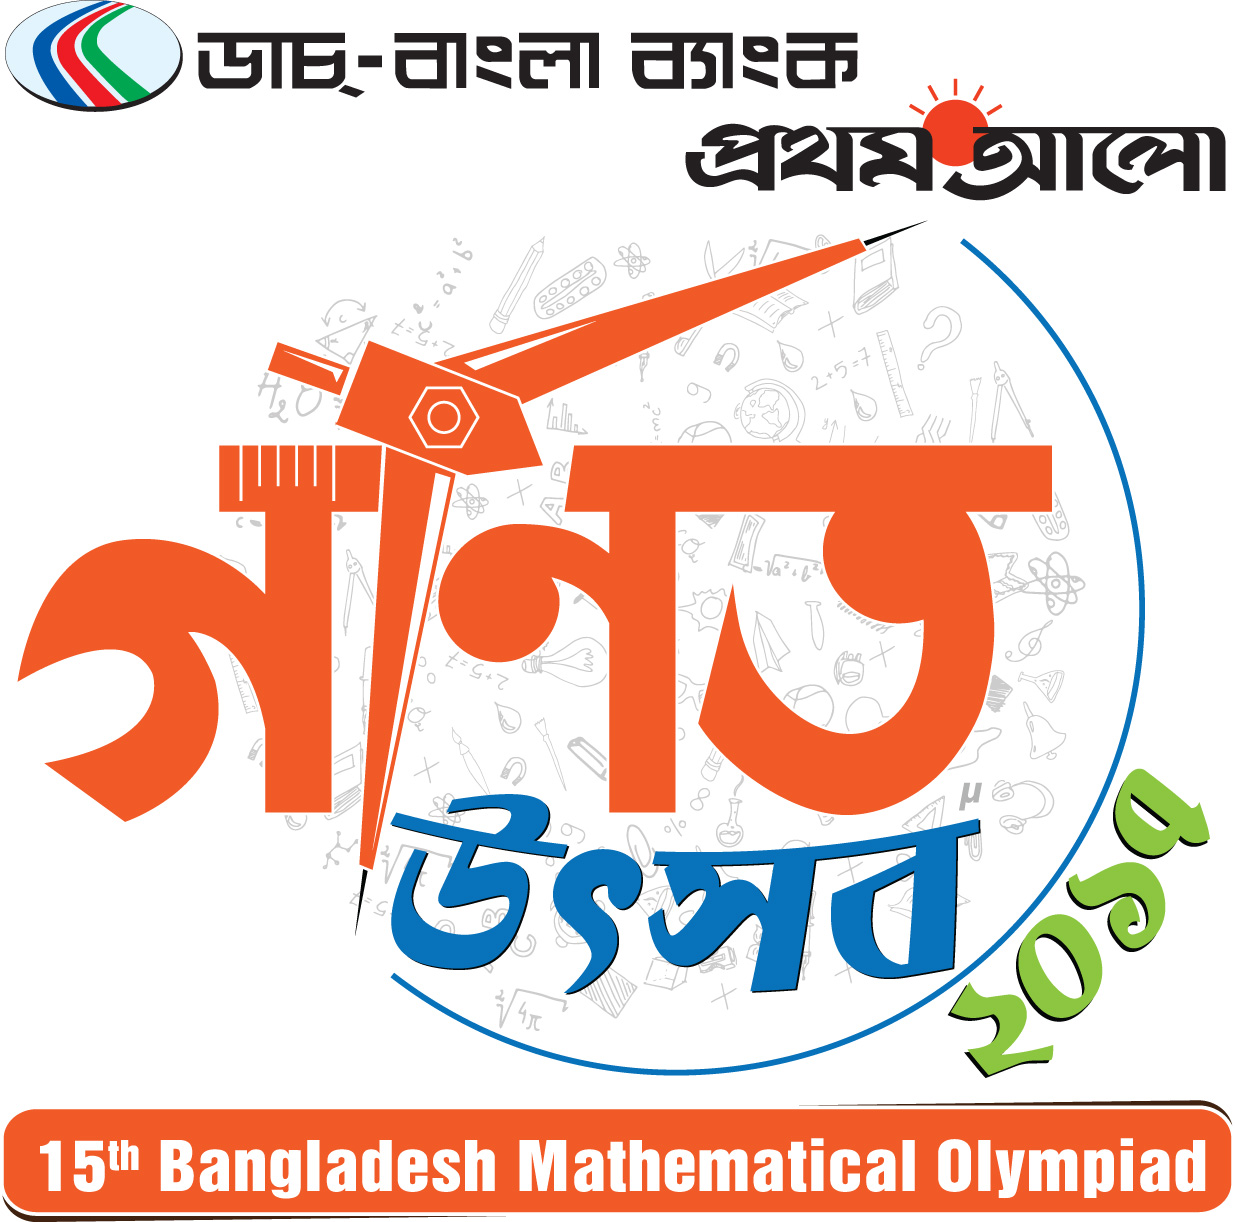 ডাচ্-বাংলা ব্যাংক
প্রথম আলো
গণিত
উৎসব
২০১৭
15th Bangladesh Mathematical Olympiad